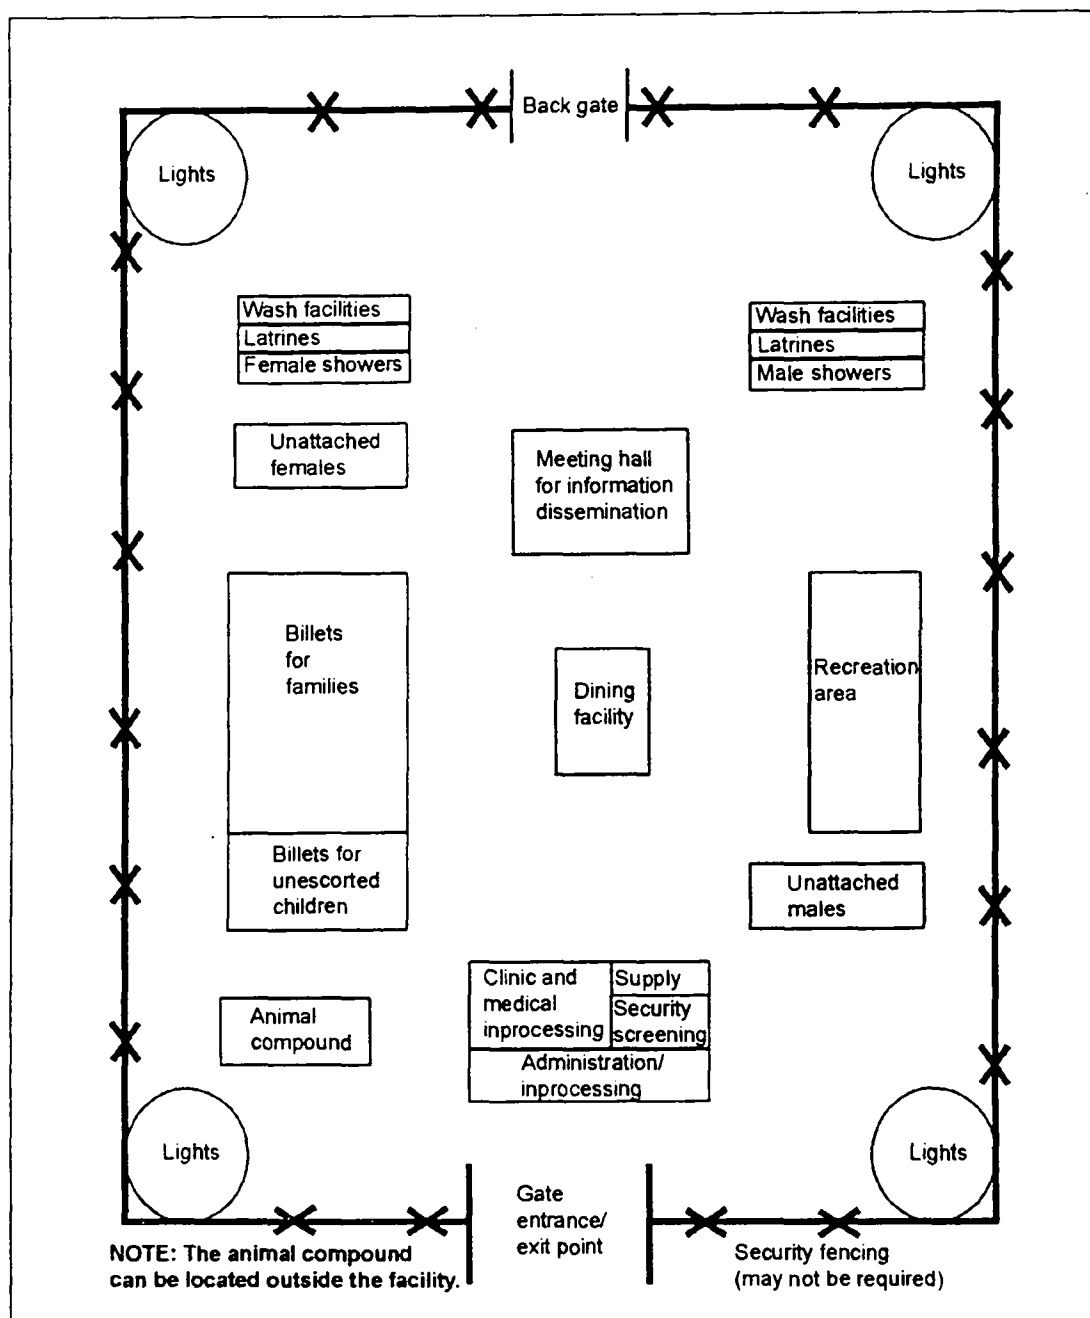 Back gate
Lights
Lights
Wash facilities
Latrines
Female showers
Wash facilities
Latrines
Male showers
Unattached
females
Meeting hall
for information
dissemination
Billets
for
families
Dining
facility
Recreation
area
Billets for
unescorted
children
Unattached
males
Clinic and
medical
inprocessing
Supply
Security
screening
Animal
compound
Administration/
inprocessing
Lights
Lights
Gate
entrance/
exit point
NOTE: The animal compound
can be located outside the facility.
Security fencing
(may not be required)